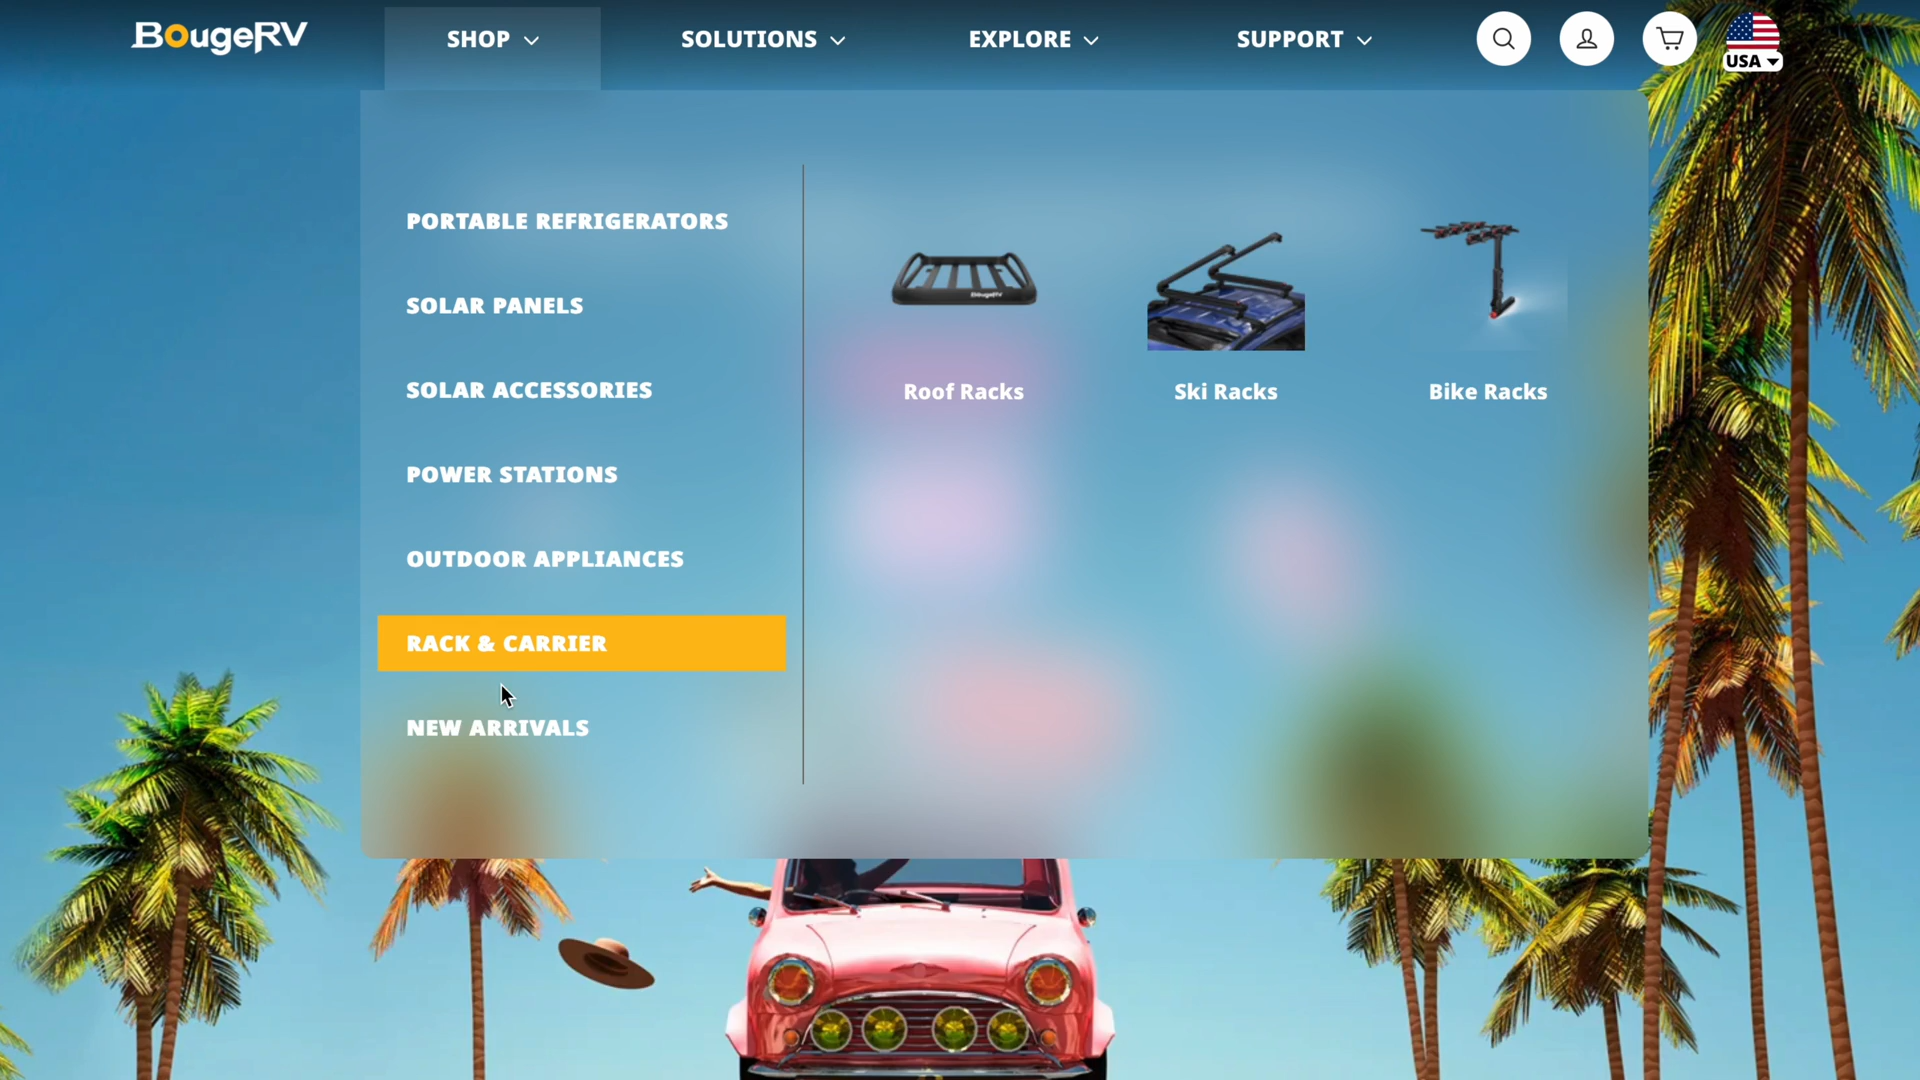 BougeRV
SHOP
SOLUTIONS
EXPLORE
SUPPORT
USA
PORTABLE REFRIGERATORS
SOLAR PANELS
SOLAR ACCESSORIES
POWER STATIONS
OUTDOOR APPLIANCES
RACK & CARRIER
NEW ARRIVALS
BougeRV
Roof Racks
Ski Racks
Bike Racks